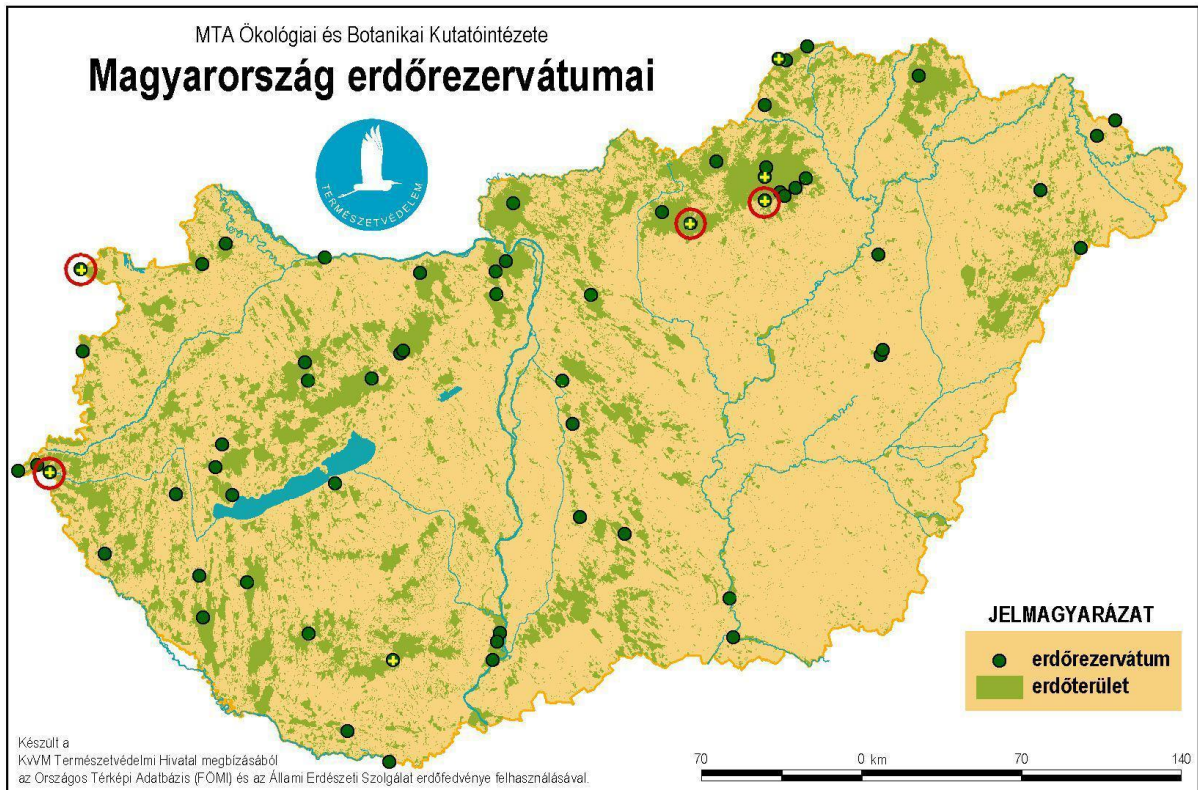 MTA Ökológiai és Botanikai Kutatóintézete
Magyarország erdőrezervátumai
TERMÉSZETVÉDELEM
JELMAGYARÁZAT
erdőrezervátum
erdőterület
Készült a
KvVM Természetvédelmi Hivatal megbízásából
az Országos Térképi Adatbázis (FÖMI) és az Állami Erdészeti Szolgálat erdőfedvénye felhasználásával.
70 0 km 70 140